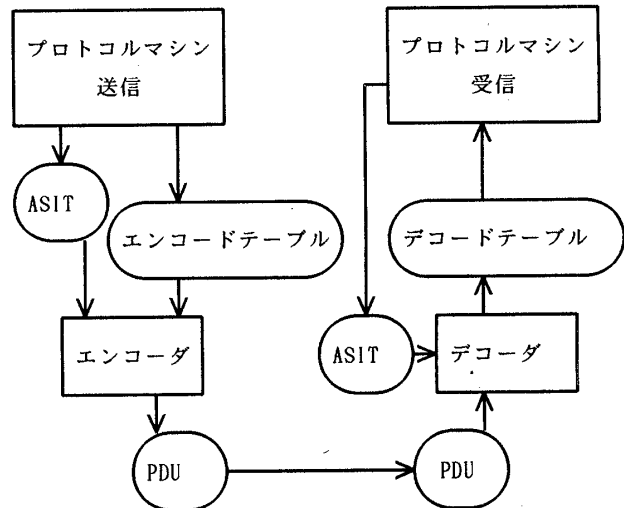 プロトコルマシン
送信
プロトコルマシン
受信
ASIT
エンコードテーブル
デコードテーブル
エンコーダ
ASIT
デコーダ
PDU
PDU